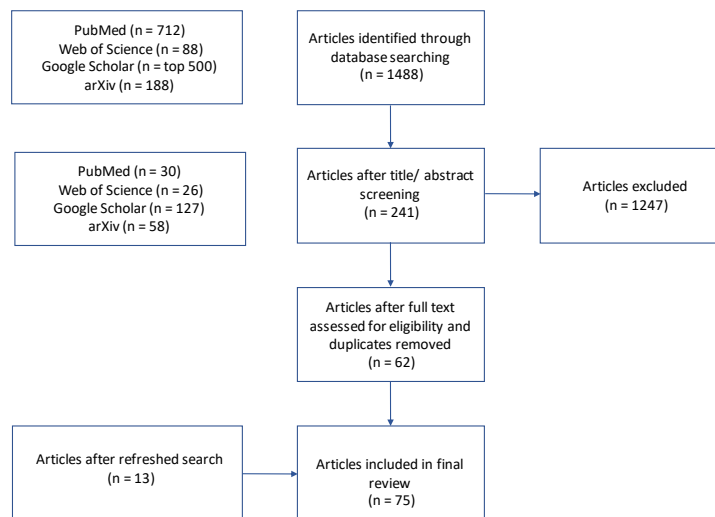 PubMed (n = 712)
Web of Science (n = 88)
Google Scholar (n = top 500)
arXiv (n = 188)
Articles identified through
database searching
(n = 1488)
PubMed (n = 30)
Web of Science (n = 26)
Google Scholar (n = 127)
arXiv (n = 58)
Articles after title/ abstract
screening
(n = 241)
Articles excluded
(n = 1247)
Articles after full text
assessed for eligibility and
duplicates removed
(n = 62)
Articles after refreshed search
(n = 13)
Articles included in final
review
(n = 75)